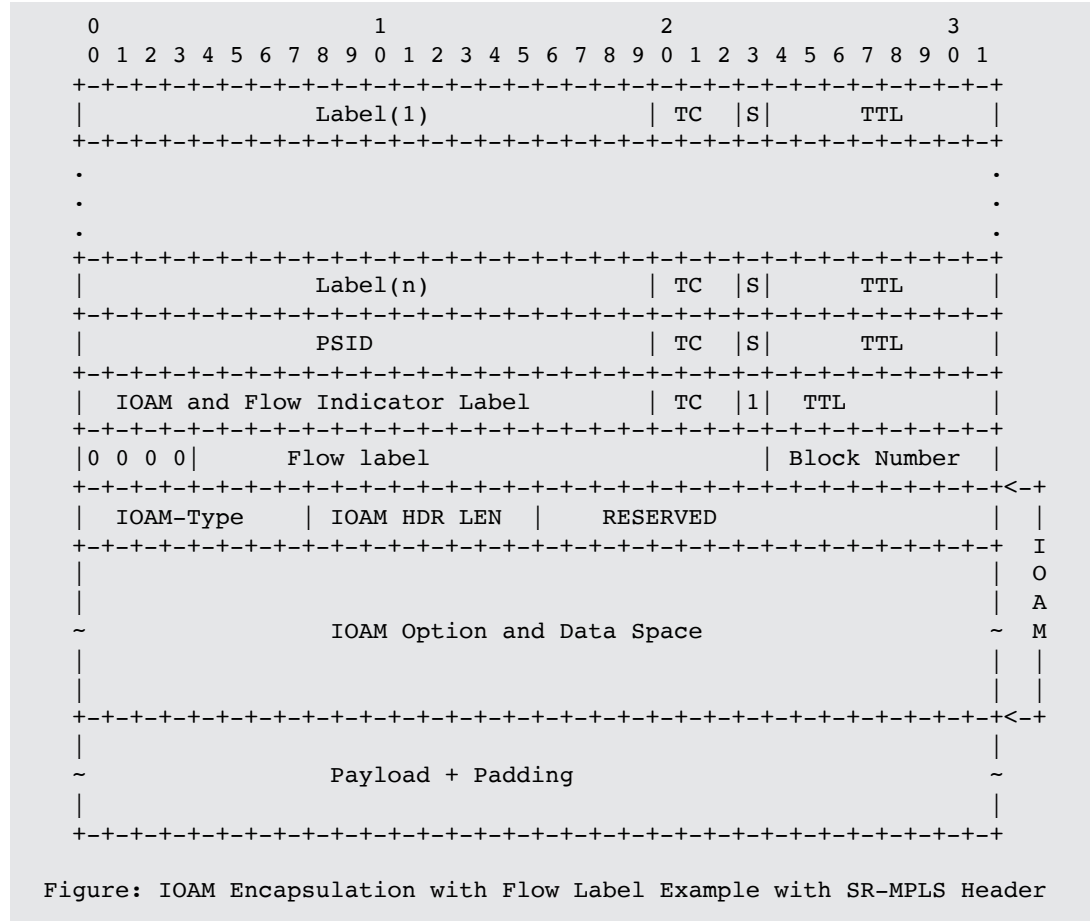 0                   1                   2                   3
 0 1 2 3 4 5 6 7 8 9 0 1 2 3 4 5 6 7 8 9 0 1 2 3 4 5 6 7 8 9 0 1
+-+-+-+-+-+-+-+-+-+-+-+-+-+-+-+-+-+-+-+-+-+-+-+-+-+-+-+-+-+-+-+-+
|                Label(1)               | TC  |S|      TTL      |
+-+-+-+-+-+-+-+-+-+-+-+-+-+-+-+-+-+-+-+-+-+-+-+-+-+-+-+-+-+-+-+-+
.                                                               .
.                                                               .
.                                                               .
+-+-+-+-+-+-+-+-+-+-+-+-+-+-+-+-+-+-+-+-+-+-+-+-+-+-+-+-+-+-+-+-+
|                Label(n)               | TC  |S|      TTL      |
+-+-+-+-+-+-+-+-+-+-+-+-+-+-+-+-+-+-+-+-+-+-+-+-+-+-+-+-+-+-+-+-+
|                PSID                   | TC  |S|      TTL      |
+-+-+-+-+-+-+-+-+-+-+-+-+-+-+-+-+-+-+-+-+-+-+-+-+-+-+-+-+-+-+-+-+
|  IOAM and Flow Indicator Label        | TC  |1|  TTL          |
+-+-+-+-+-+-+-+-+-+-+-+-+-+-+-+-+-+-+-+-+-+-+-+-+-+-+-+-+-+-+-+-+
|0 0 0 0|      Flow label                       | Block Number  |
+-+-+-+-+-+-+-+-+-+-+-+-+-+-+-+-+-+-+-+-+-+-+-+-+-+-+-+-+-+-+-+-+<-+
|  IOAM-Type    | IOAM HDR LEN  |    RESERVED                   |  |
+-+-+-+-+-+-+-+-+-+-+-+-+-+-+-+-+-+-+-+-+-+-+-+-+-+-+-+-+-+-+-+-+  I
|                                                               |  O
|                                                               |  A
~                 IOAM Option and Data Space                    ~  M
|                                                               |  |
|                                                               |  |
+-+-+-+-+-+-+-+-+-+-+-+-+-+-+-+-+-+-+-+-+-+-+-+-+-+-+-+-+-+-+-+-+<-+
|                                                               |
~                 Payload + Padding                             ~
|                                                               |
+-+-+-+-+-+-+-+-+-+-+-+-+-+-+-+-+-+-+-+-+-+-+-+-+-+-+-+-+-+-+-+-+
Figure: IOAM Encapsulation with Flow Label Example with SR-MPLS Header